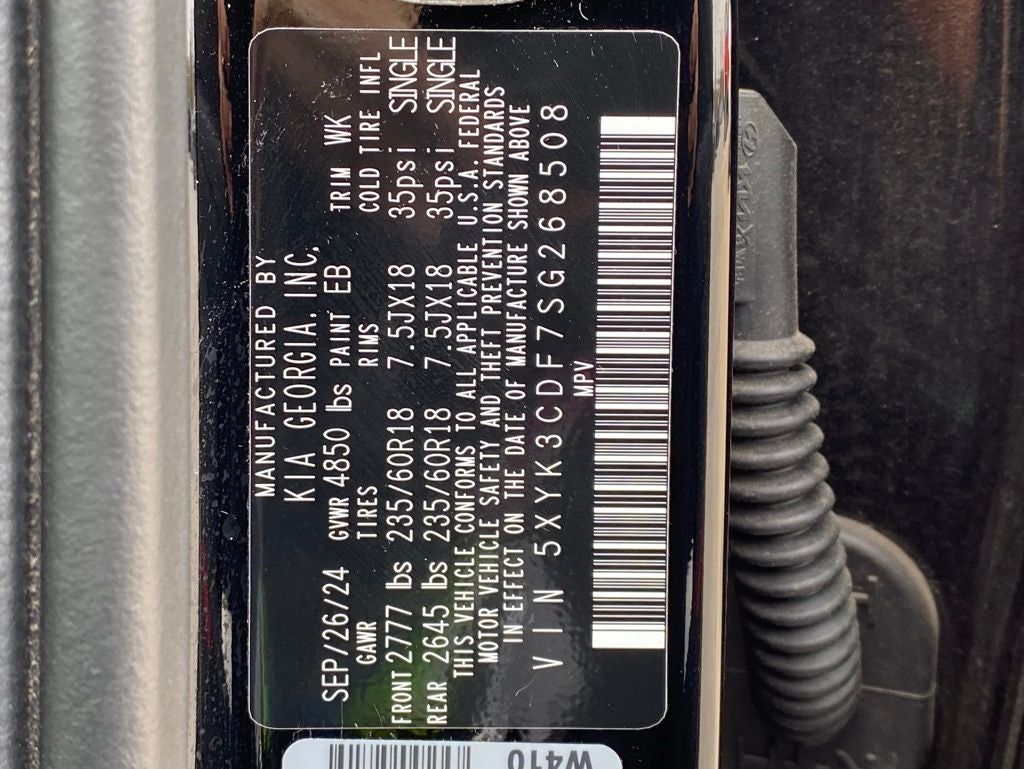 MANUFACTURED BY
KIA GEORGIA, INC.
SEP/26/24 GVWR 4850 lbs PAINT EB TRIM WK
GAWR TIRES RIMS COLD TIRE INFL
FRONT 2777 lbs 235/60R18 7.5JX18 35psi SINGLE
REAR 2645 lbs 235/60R18 7.5JX18 35psi SINGLE
THIS VEHICLE CONFORMS TO ALL APPLICABLE U.S.A. FEDERAL
MOTOR VEHICLE SAFETY AND THEFT PREVENTION STANDARDS
IN EFFECT ON THE DATE OF MANUFACTURE SHOWN ABOVE
VIN 5XYK3CDF7SG268508
MPV
W410